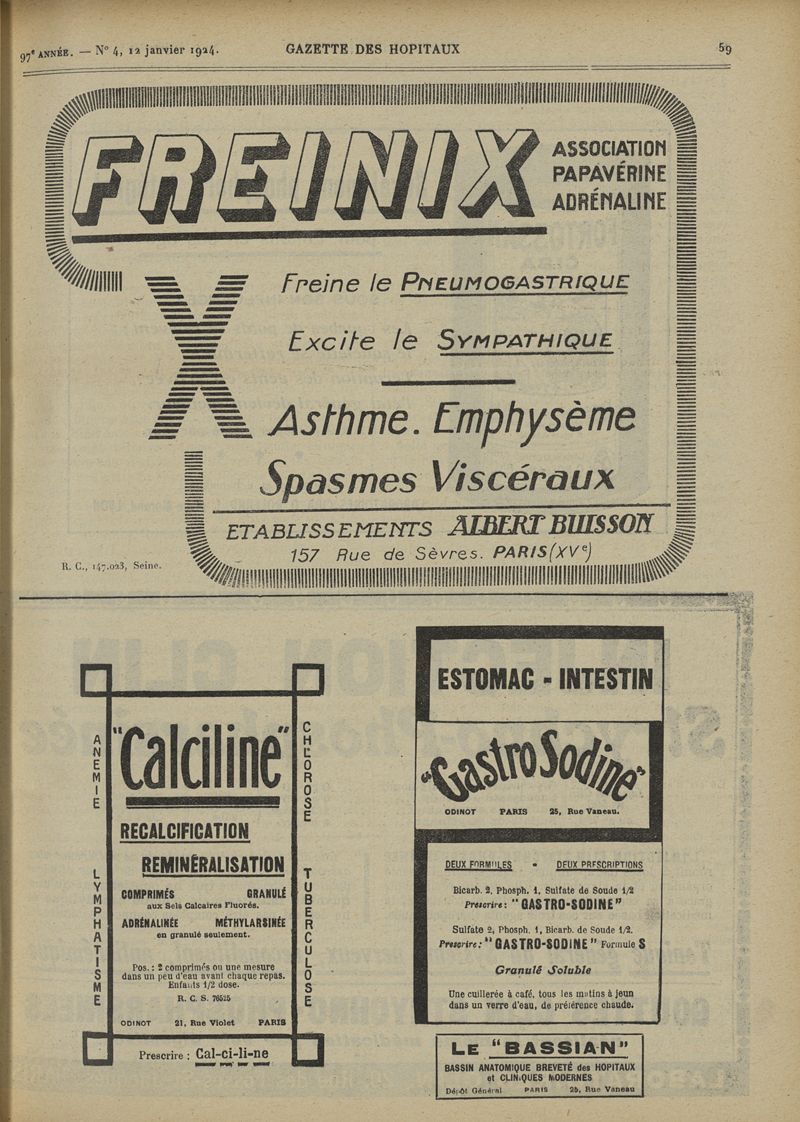 97e ANNÉE. — N° 4, 12 janvier 1924. GAZETTE DES HOPITAUX 59
FREINIX
ASSOCIATION
PAPAVÉRINE
ADRÉNALINE
X
Freine le PNEUMOGASTRIQUE
Excite le SYMPATHIQUE
Asthme. Emphysème
Spasmes Viscéraux
ETABLISSEMENTS ALBERT BUISSON
157 Rue de Sèvres. PARIS (XVe)
R. C., 147.023, Seine.
ANEMIE
LYMPHATISME
"Calciline"
RECALCIFICATION
REMINÉRALISATION
COMPRIMÉS GRANULÉ
aux Sels Calcaires Fluorés.
ADRÉNALINÉE MÉTHYLARSINÉE
en granulé seulement.
Pos. : 2 comprimés ou une mesure
dans un peu d'eau avant chaque repas.
Enfants 1/2 dose.
R. C. S. 76525
ODINOT 21, Rue Violet PARIS
CHLOROSE
TUBERCULOSE
Prescrire : Cal-ci-li-ne
ESTOMAC - INTESTIN
"GastroSodine"
ODINOT PARIS 25, Rue Vaneau.
DEUX FORMULES - DEUX PRESCRIPTIONS
Bicarb. 2, Phosph. 1, Sulfate de Soude 1/2
Prescrire : "GASTRO-SODINE"
Sulfate 2, Phosph. 1, Bicarb. de Soude 1/2.
Prescrire : "GASTRO-SODINE" Formule S
Granulé Soluble
Une cuillerée à café, tous les matins à jeun
dans un verre d'eau, de préférence chaude.
LE "BASSIAN"
BASSIN ANATOMIQUE BREVETÉ des HOPITAUX
et CLINIQUES MODERNES
Dépôt Général PARIS 25, Rue Vaneau